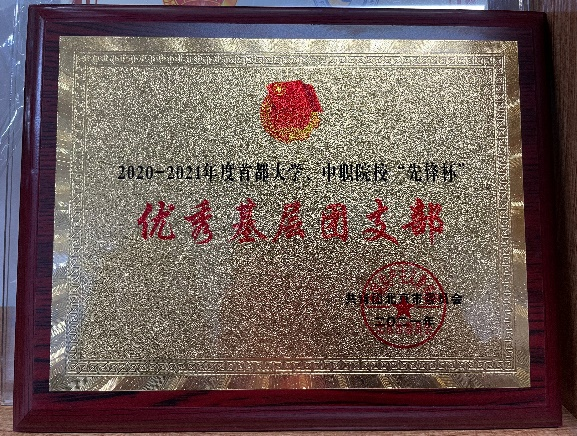 2020-2021年度首都大学、中职院校“先锋杯”
优秀基层团支部
共青团北京市委员会
二〇二一年